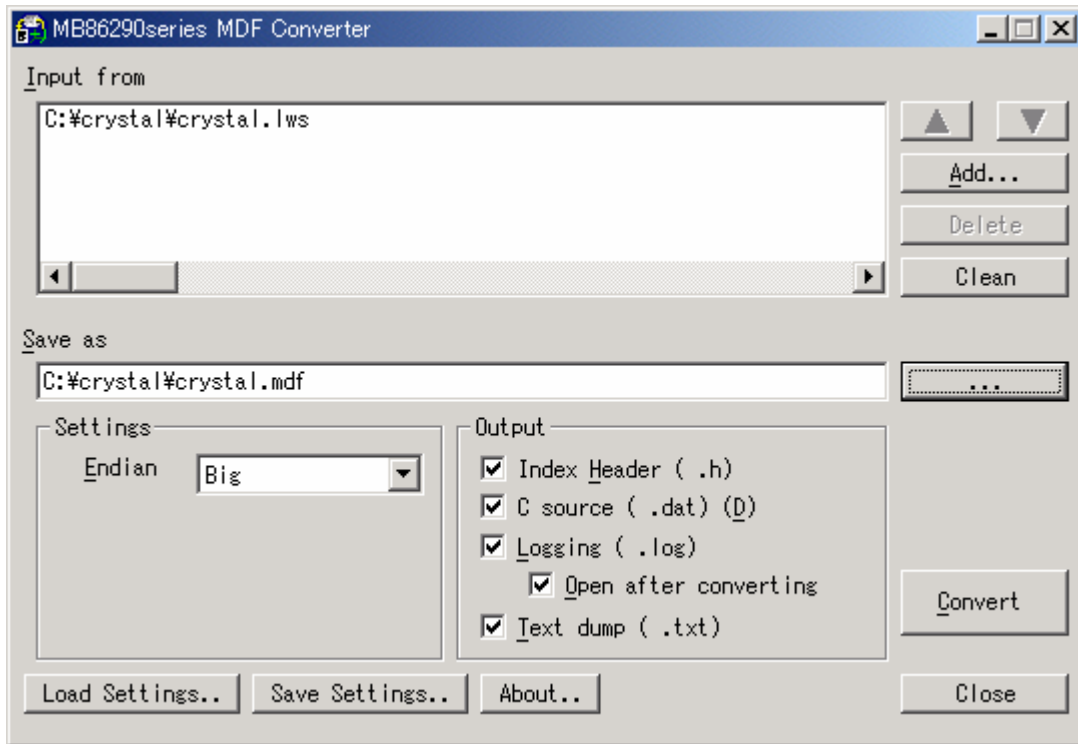 MB86290series MDF Converter
Input from
C:¥crystal¥crystal.lws
Add...
Delete
Clean
Save as
C:¥crystal¥crystal.mdf
...
Settings
Endian
Big
Output
Index Header ( .h)
C source ( .dat) (D)
Logging ( .log)
Open after converting
Text dump ( .txt)
Convert
Load Settings..
Save Settings..
About..
Close